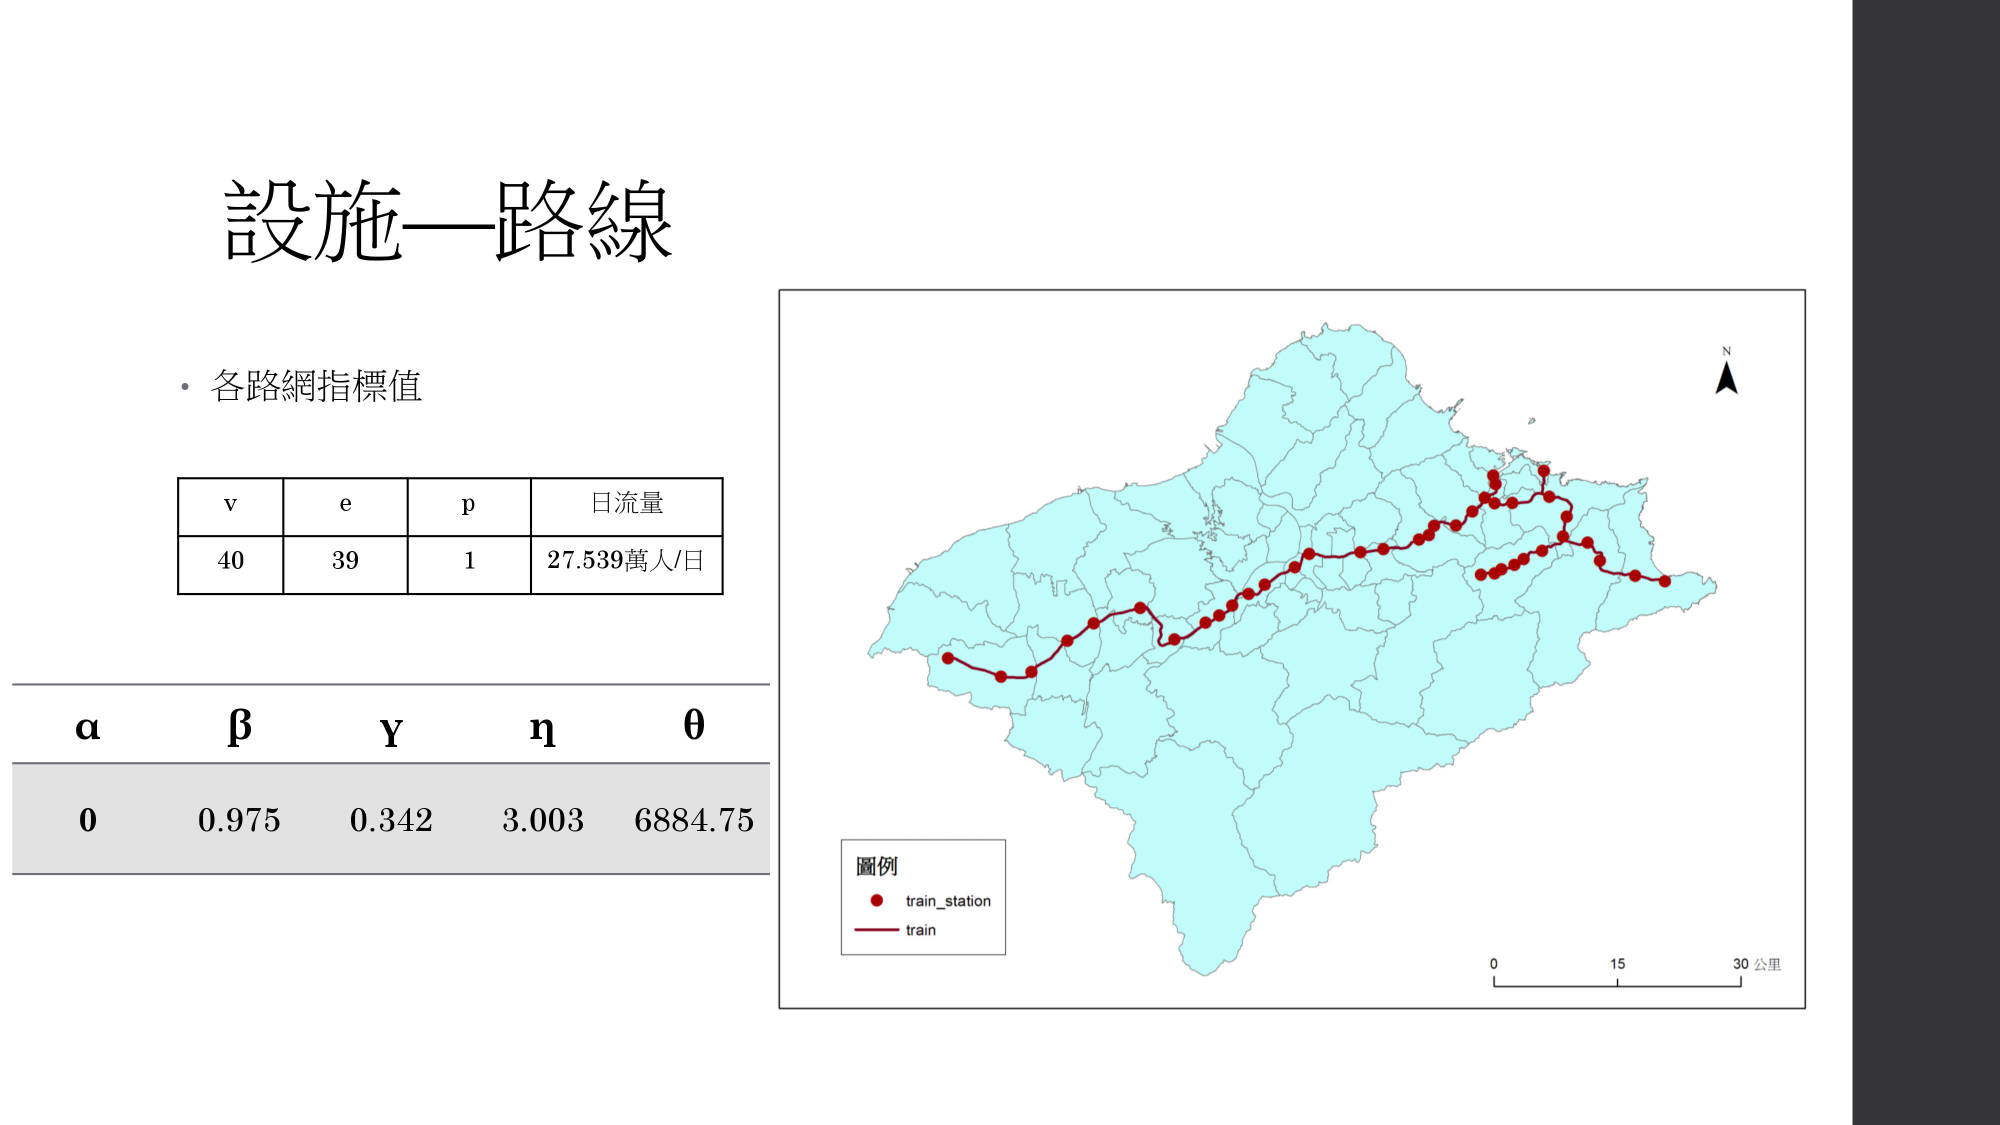 設施—路線
• 各路網指標值
v e p 日流量
40 39 1 27.539萬人/日
α β γ η θ
0 0.975 0.342 3.003 6884.75
N
圖例
train_station
train
0 15 30 公里